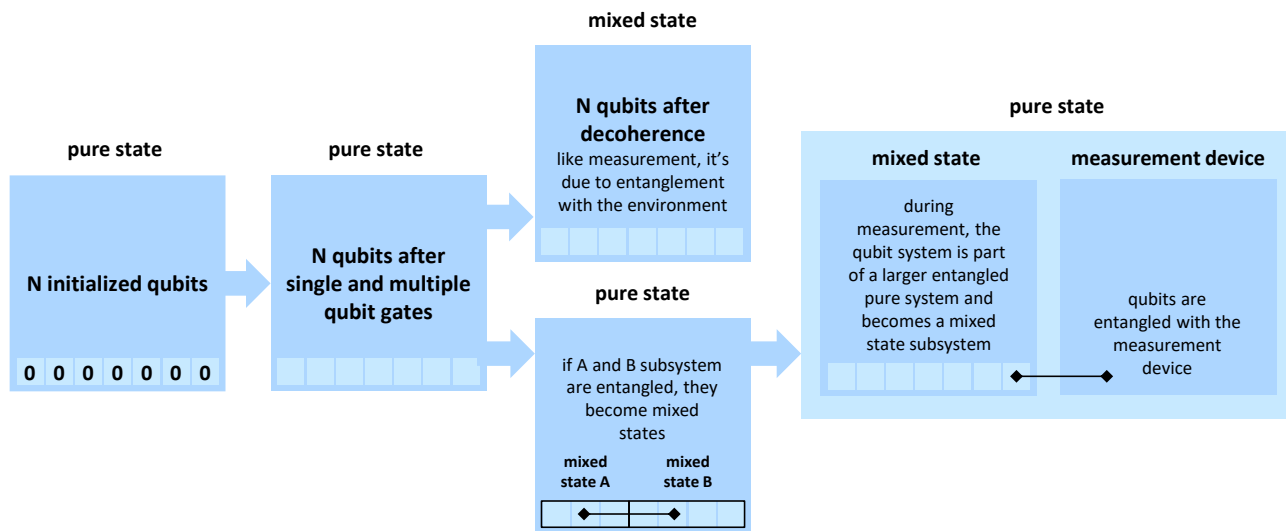 pure state
N initialized qubits
0 0 0 0 0 0 0
pure state
N qubits after
single and multiple
qubit gates
mixed state
N qubits after
decoherence
like measurement, it’s
due to entanglement
with the environment
pure state
if A and B subsystem
are entangled, they
become mixed
states
mixed
state A
mixed
state B
pure state
mixed state
during
measurement, the
qubit system is part
of a larger entangled
pure system and
becomes a mixed
state subsystem
measurement device
qubits are
entangled with the
measurement
device